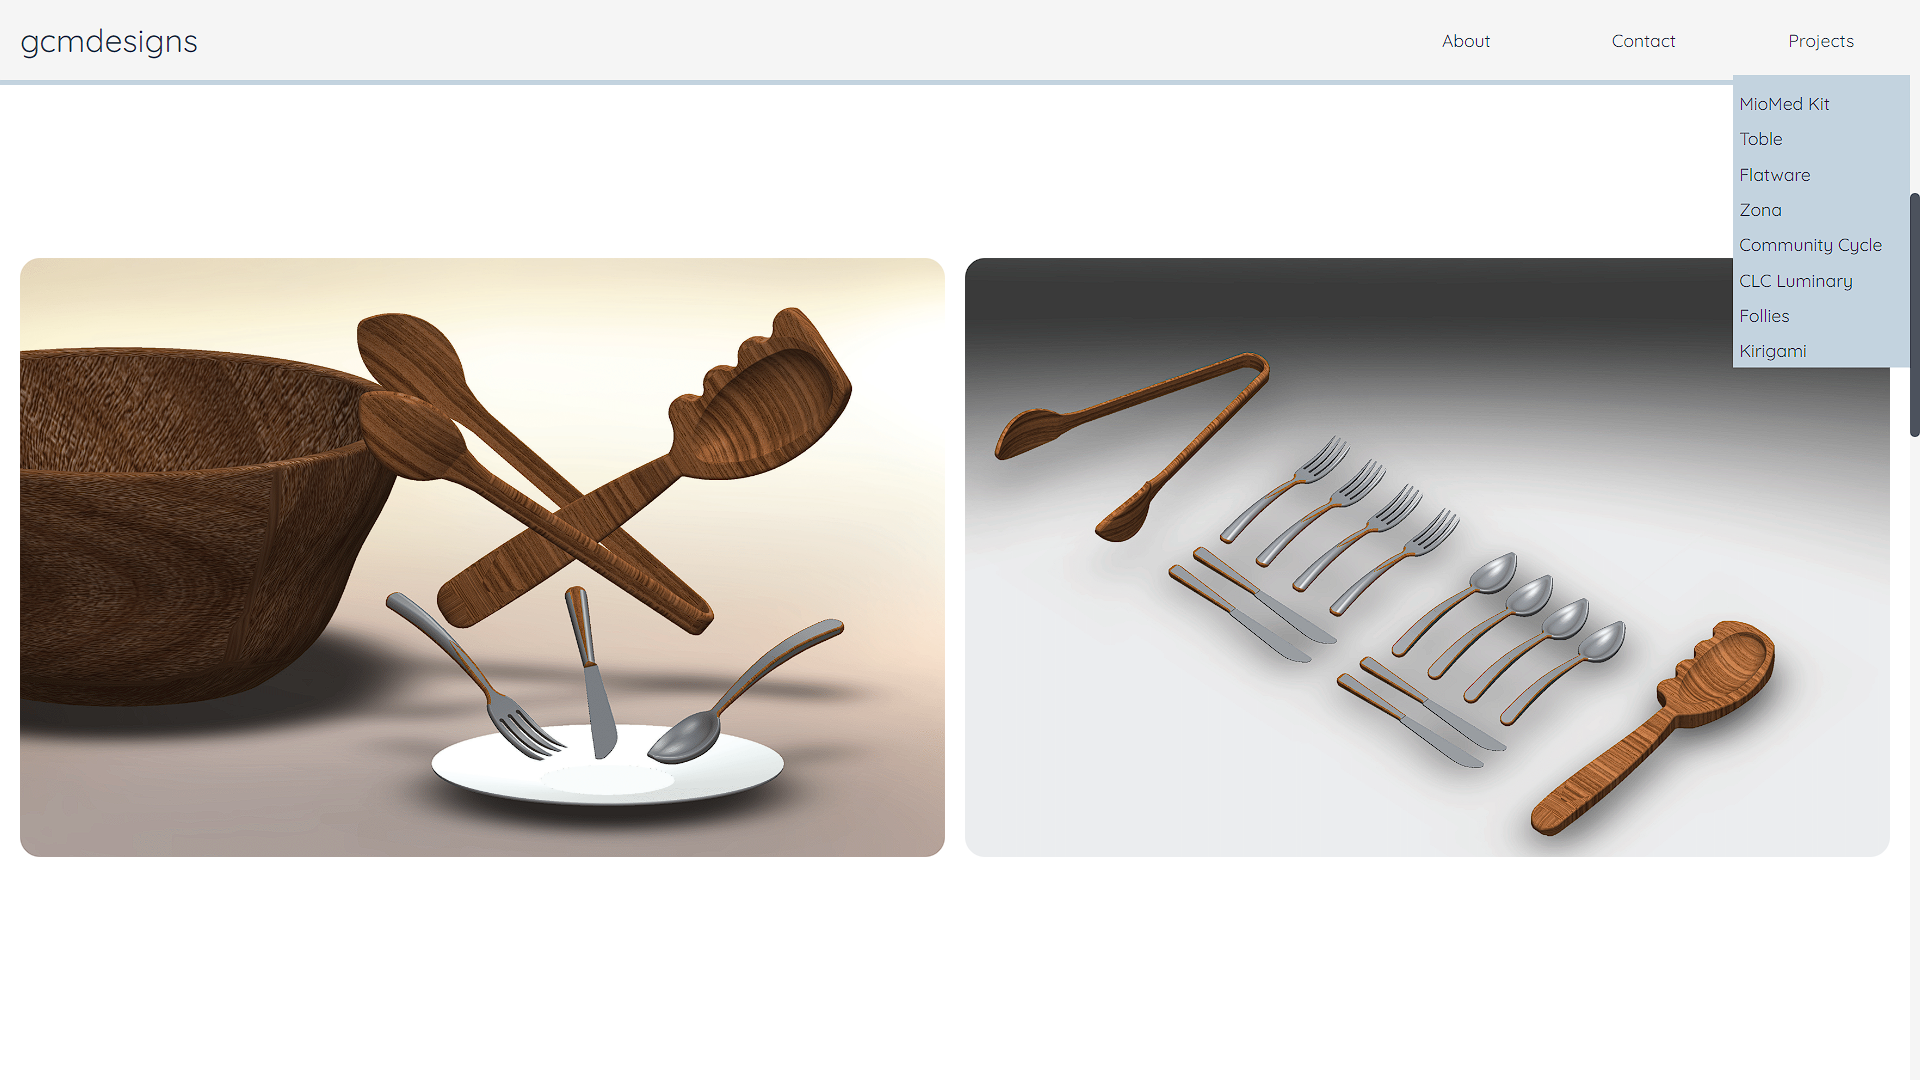 gcmdesigns
About
Contact
Projects
MioMed Kit
Toble
Flatware
Zona
Community Cycle
CLC Luminary
Follies
Kirigami